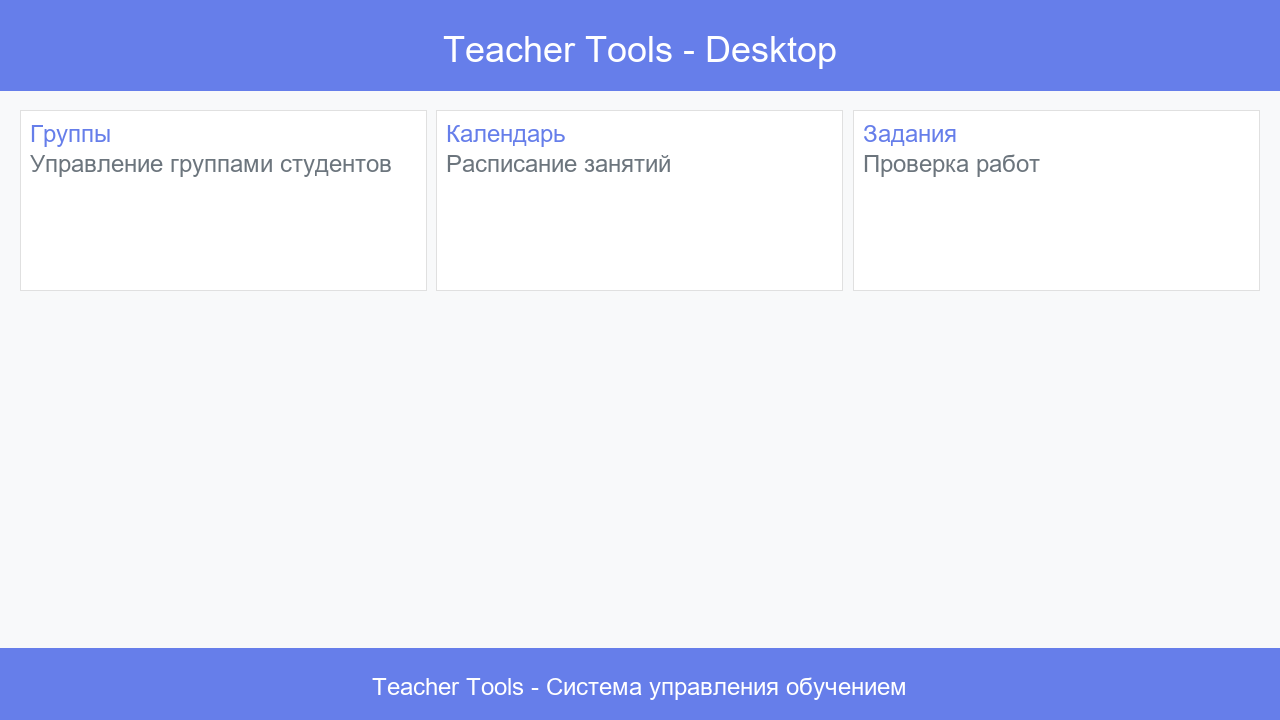 Teacher Tools - Desktop
Группы
Управление группами студентов
Календарь
Расписание занятий
Задания
Проверка работ
Teacher Tools - Система управления обучением